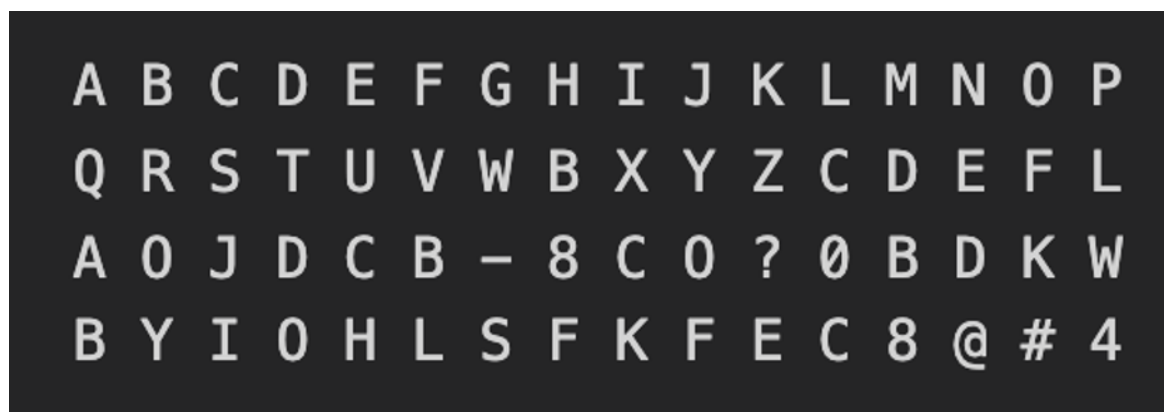 A B C D E F G H I J K L M N O P
Q R S T U V W B X Y Z C D E F L
A O J D C B – 8 C O ? 0 B D K W
B Y I O H L S F K F E C 8 @ # 4